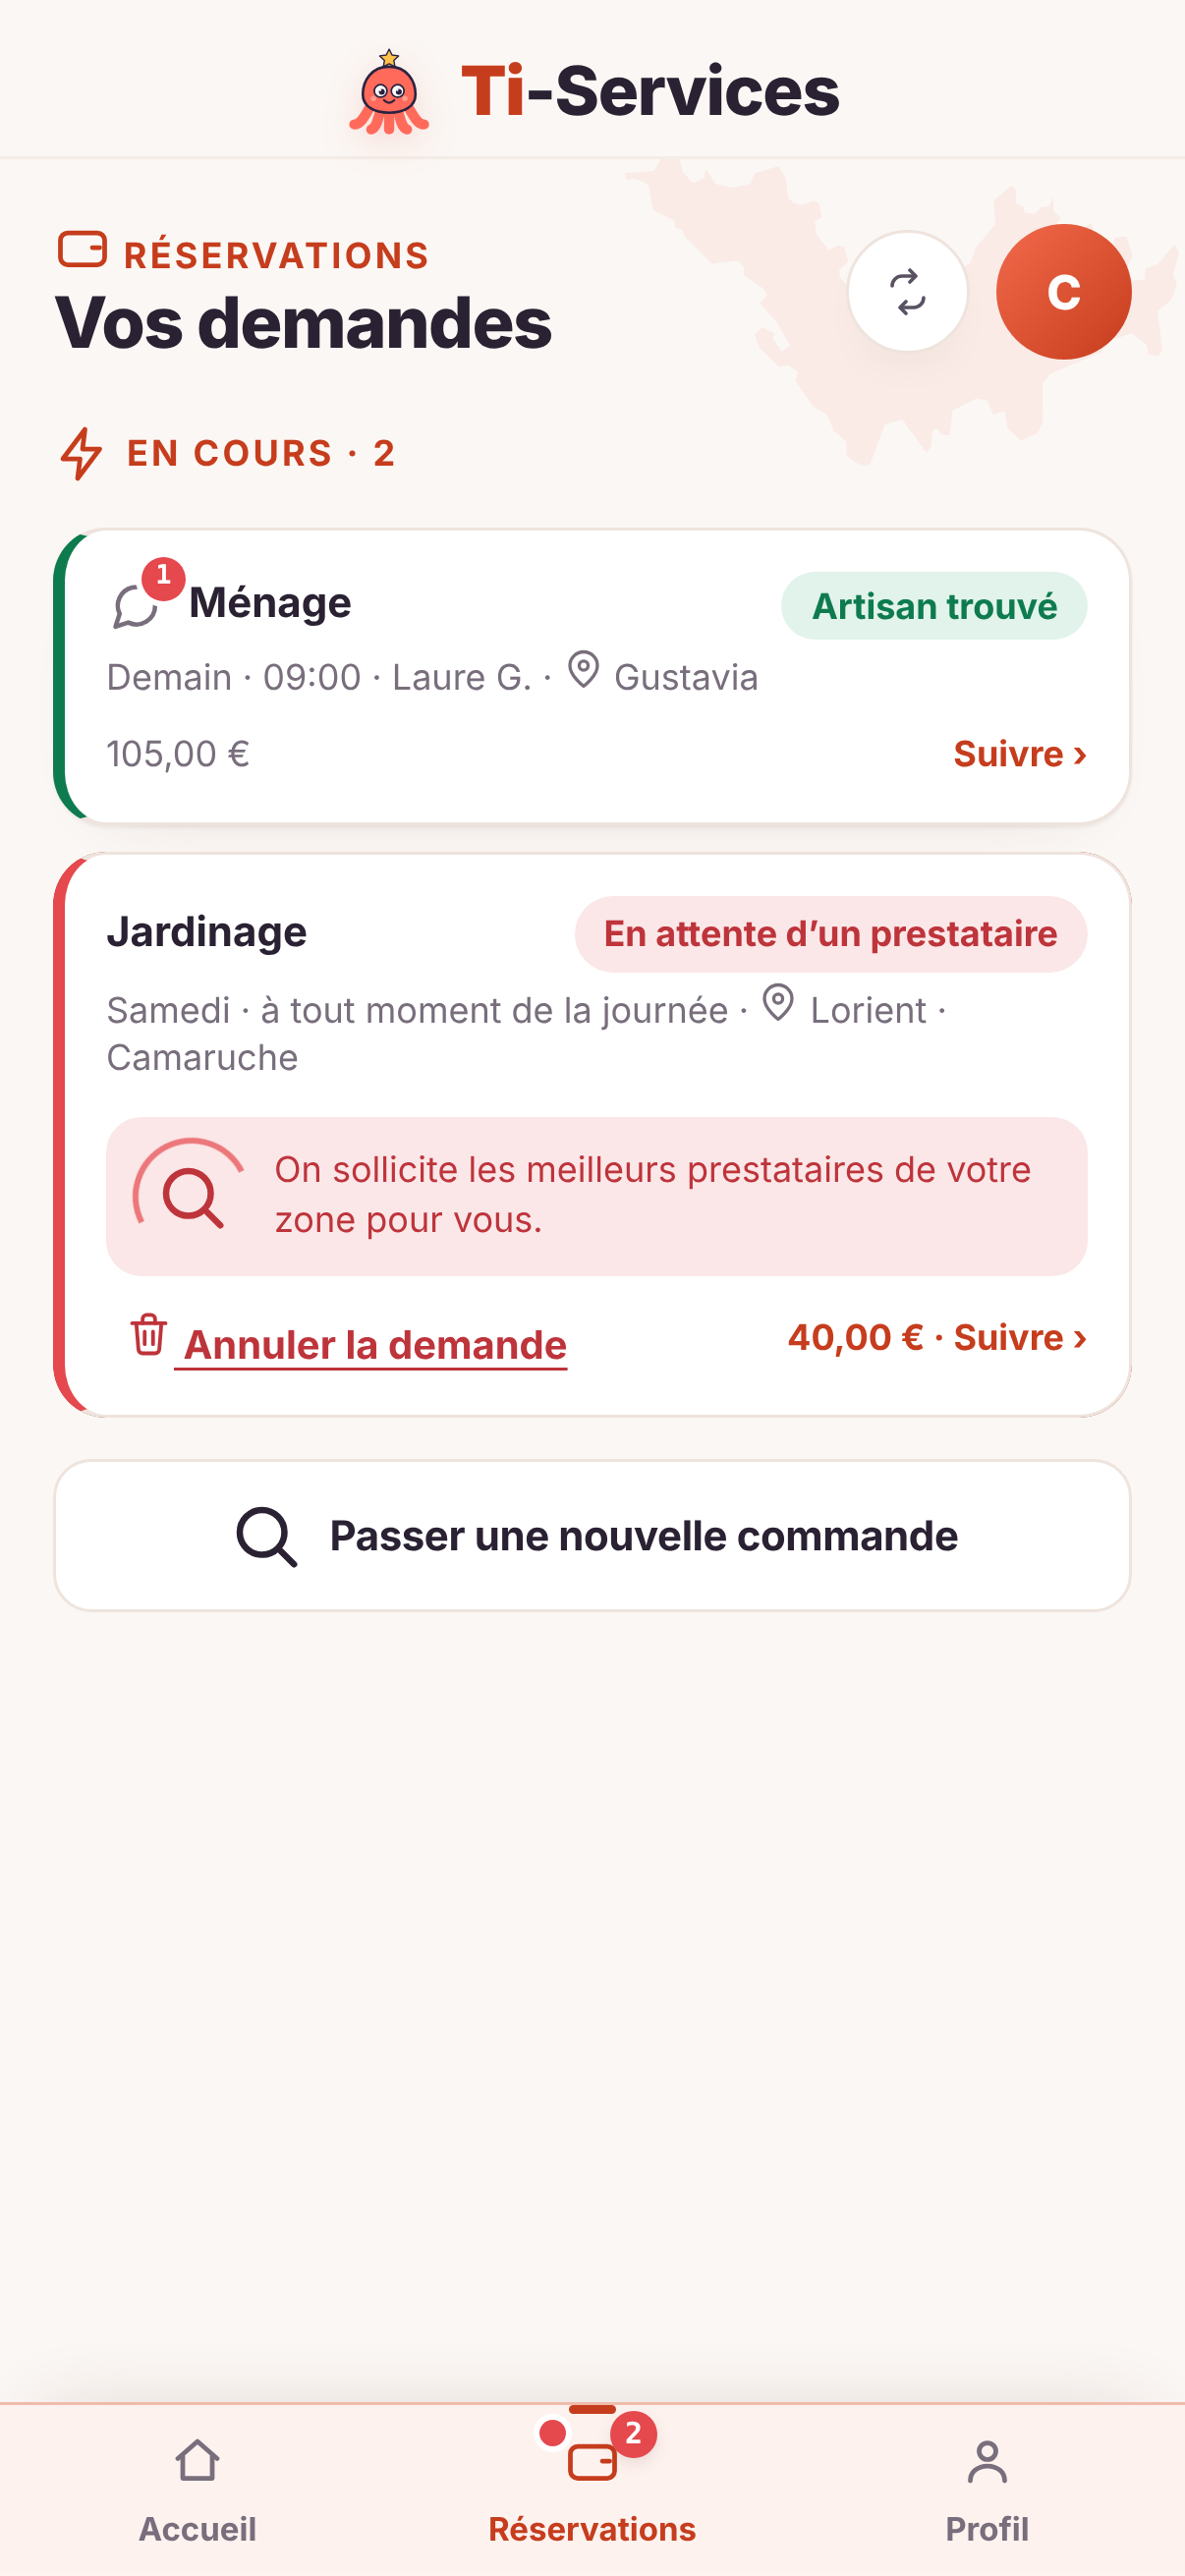 Ti-Services
RÉSERVATIONS
Vos demandes
C
EN COURS · 2
1
Ménage
Artisan trouvé
Demain · 09:00 · Laure G. · Gustavia
105,00 €
Suivre ›
Jardinage
En attente d’un prestataire
Samedi · à tout moment de la journée · Lorient ·
Camaruche
On sollicite les meilleurs prestataires de votre
zone pour vous.
Annuler la demande
40,00 € · Suivre ›
Passer une nouvelle commande
2
Accueil
Réservations
Profil